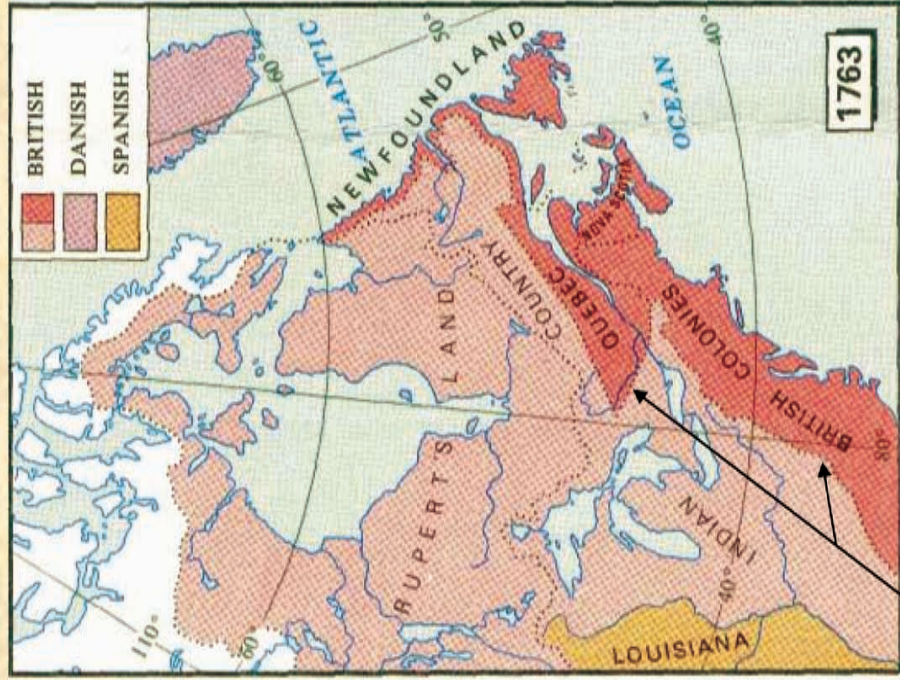 BRITISH
DANISH
SPANISH
1763
ATLANTIC
OCEAN
NEWFOUNDLAND
NOVA SCOTIA
QUEBEC
COUNTRY
INDIAN
BRITISH
COLONIES
RUPERT'S
LAND
LOUISIANA
110°
60°
60°
50°
40°
40°
80°